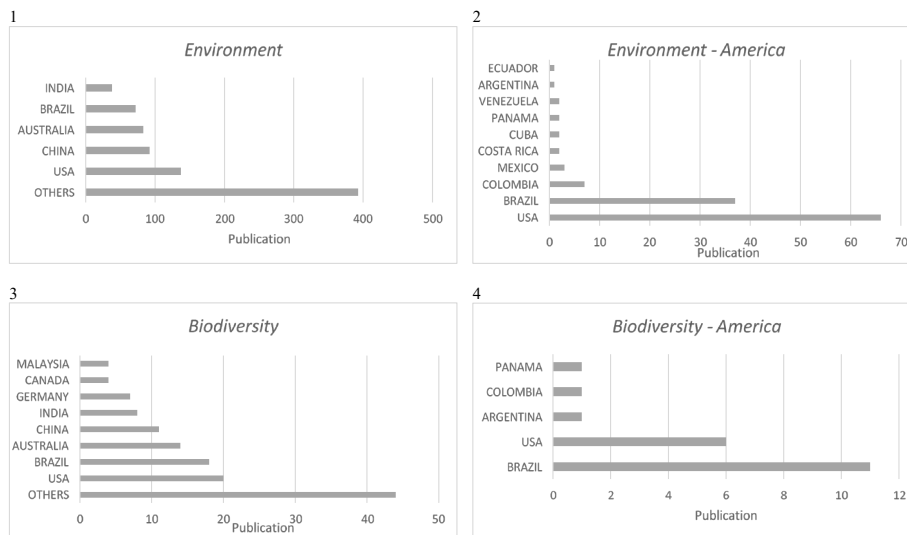 1
Environment
INDIA
BRAZIL
AUSTRALIA
CHINA
USA
OTHERS
0 100 200 300 400 500
Publication
2
Environment - America
ECUADOR
ARGENTINA
VENEZUELA
PANAMA
CUBA
COSTA RICA
MEXICO
COLOMBIA
BRAZIL
USA
0 10 20 30 40 50 60 70
Publication
3
Biodiversity
MALAYSIA
CANADA
GERMANY
INDIA
CHINA
AUSTRALIA
BRAZIL
USA
OTHERS
0 10 20 30 40 50
Publication
4
Biodiversity - America
PANAMA
COLOMBIA
ARGENTINA
USA
BRAZIL
0 2 4 6 8 10 12
Publication